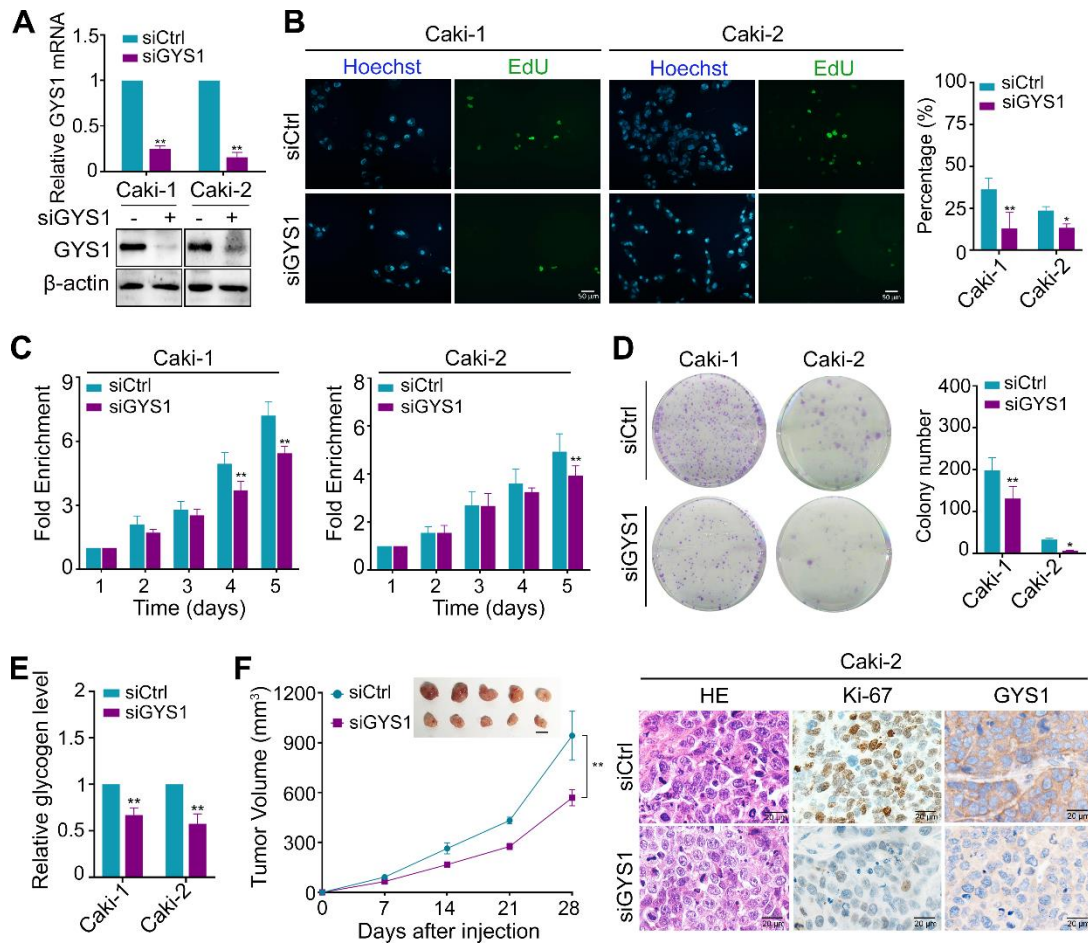 A
Relative GYS1 mRNA
1.5
1
0.5
0
siCtrl
siGYS1
**
**
Caki-1 Caki-2
siGYS1 - + - +
GYS1
β-actin
B
Caki-1 Caki-2
Hoechst EdU Hoechst EdU
siCtrl
siGYS1
50 μm 50 μm
Percentage (%)
100
75
50
25
0
siCtrl
siGYS1
**
*
Caki-1 Caki-2
C
Caki-1
Fold Enrichment
9
6
3
0
siCtrl
siGYS1
**
**
1 2 3 4 5
Time (days)
Caki-2
Fold Enrichment
8
6
4
2
0
siCtrl
siGYS1
**
1 2 3 4 5
Time (days)
D
Caki-1 Caki-2
siCtrl
siGYS1
Colony number
400
300
200
100
0
siCtrl
siGYS1
**
*
Caki-1 Caki-2
E
Relative glycogen level
2
1.5
1
0.5
0
siCtrl
siGYS1
**
**
Caki-1 Caki-2
F
Tumor Volume (mm³)
1200
900
600
300
0
siCtrl
siGYS1
**
0 7 14 21 28
Days after injection
Caki-2
HE Ki-67 GYS1
siCtrl
20 μm 20 μm 20 μm
siGYS1
20 μm 20 μm 20 μm